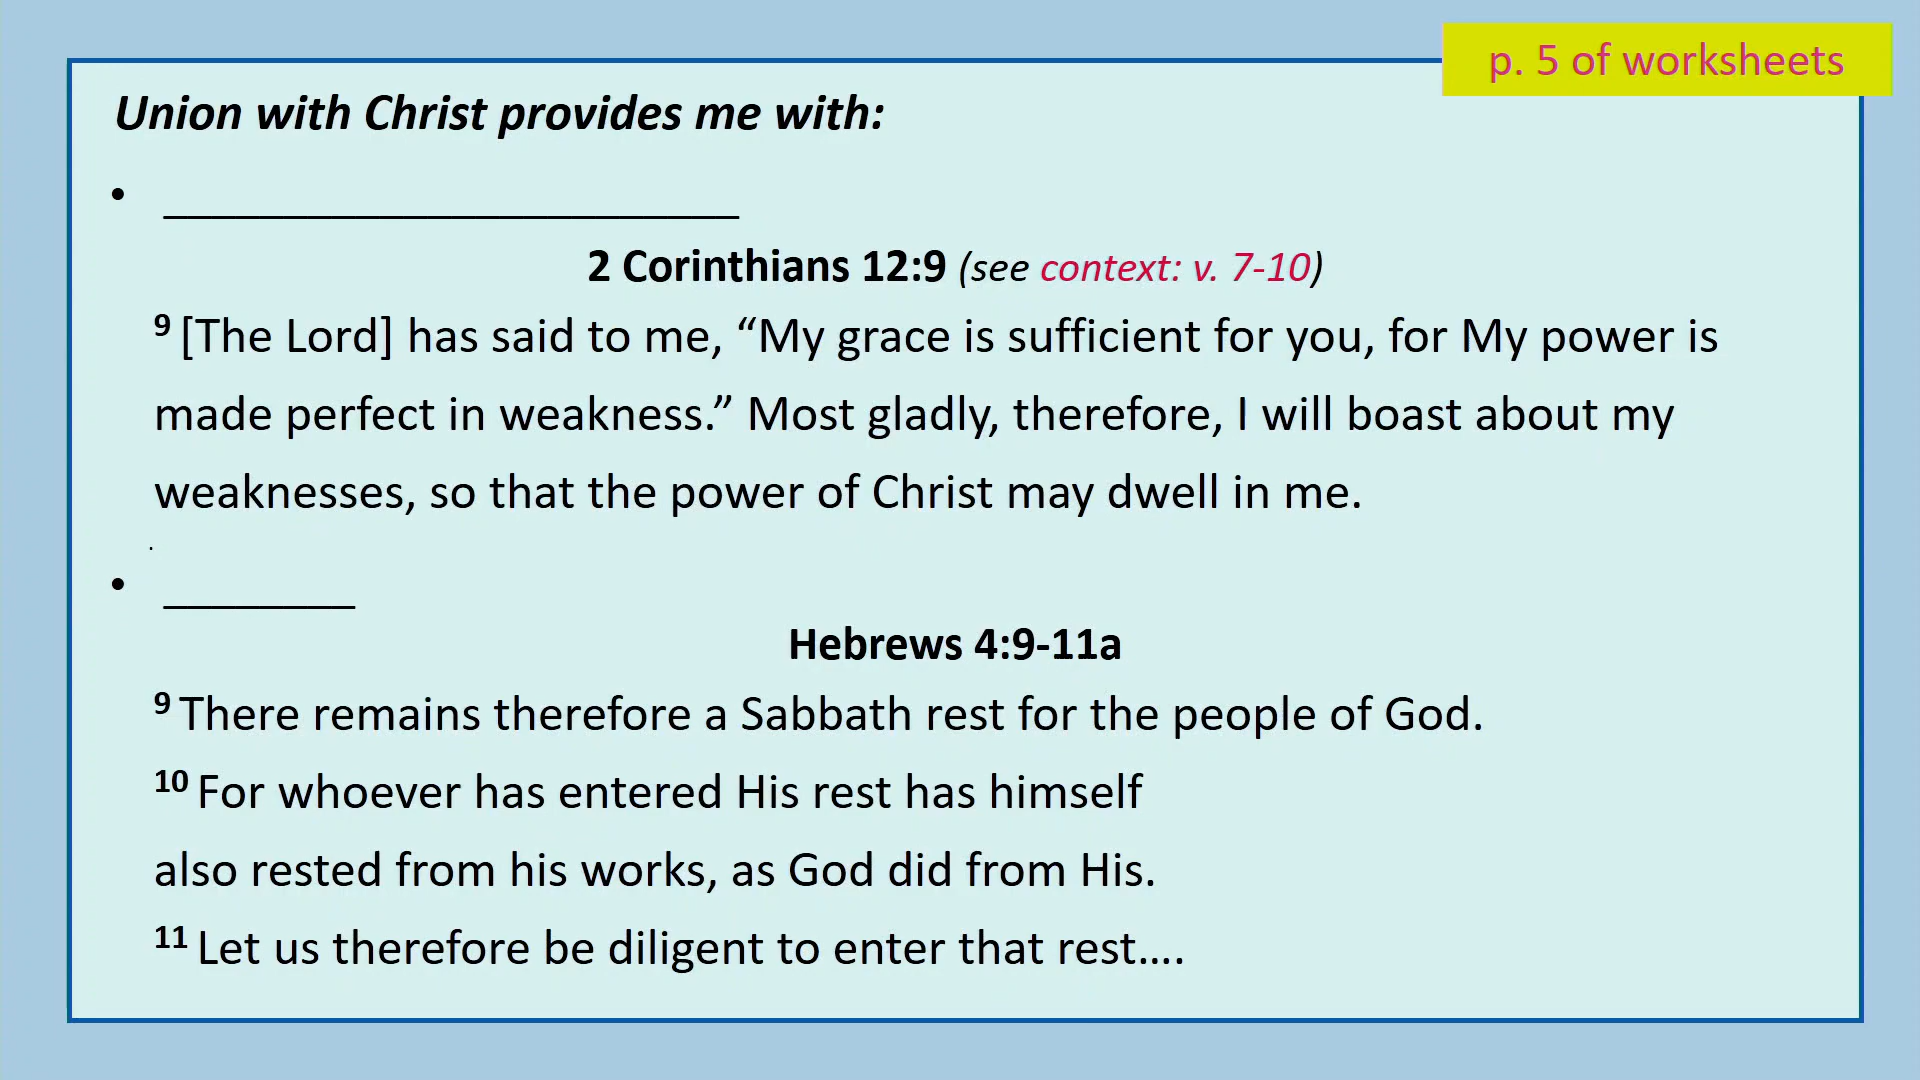 p. 5 of worksheets
Union with Christ provides me with:
• ________________________
2 Corinthians 12:9 (see context: v. 7-10)
9 [The Lord] has said to me, “My grace is sufficient for you, for My power is
made perfect in weakness.” Most gladly, therefore, I will boast about my
weaknesses, so that the power of Christ may dwell in me.
.
• ________
Hebrews 4:9-11a
9 There remains therefore a Sabbath rest for the people of God.
10 For whoever has entered His rest has himself
also rested from his works, as God did from His.
11 Let us therefore be diligent to enter that rest….